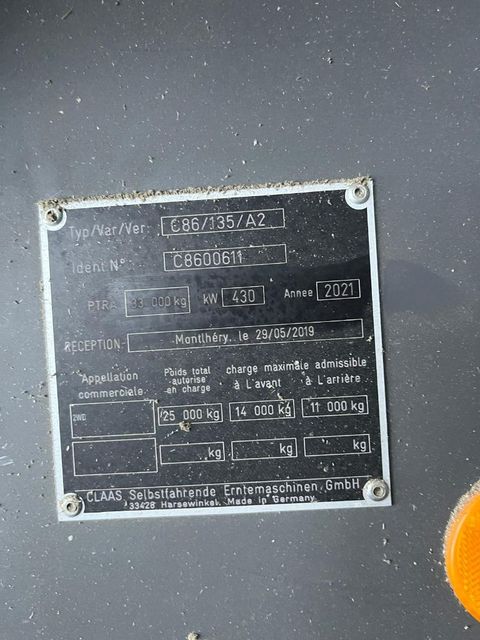 Typ/Var/Ver: C86/135/A2
Ident N° C8600611
PTRA 33 000 kg kW 430 Annee 2021
RECEPTION Montlhéry, le 29/05/2019
Appellation commerciale Poids total autorise en charge charge maximale admissible à L'avant à L'arrière
2WD 25 000 kg 14 000 kg 11 000 kg
kg kg kg
CLAAS Selbstfahrende Erntemaschinen GmbH
33428 Harsewinkel. Made in Germany